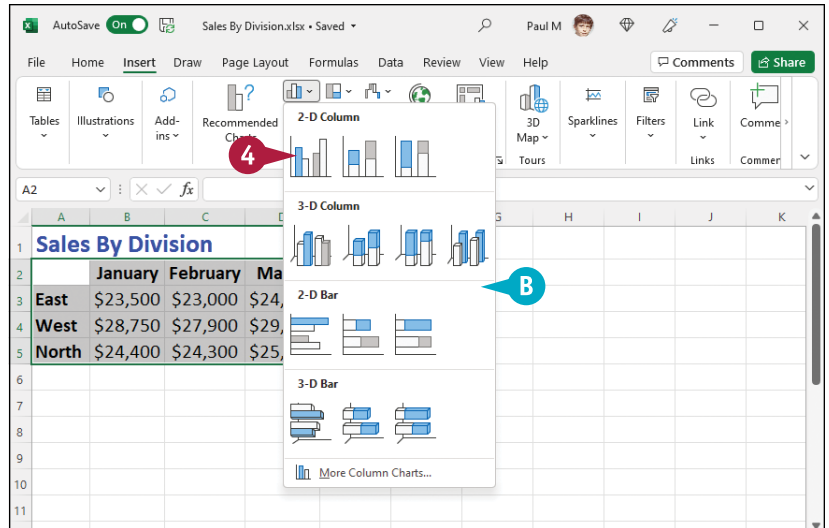 AutoSave On Sales By Division.xlsx • Saved Paul M
File Home Insert Draw Page Layout Formulas Data Review View Help Comments Share
Tables Illustrations Add-ins Recommended 3D Map Sparklines Filters Link
Tours Links
2-D Column
4
A2 fx
3-D Column
A B C G H I J K
1 Sales By Division
2 January February
3 East $23,500 $23,000
4 West $28,750 $27,900
5 North $24,400 $24,300
B
2-D Bar
6
3-D Bar
7
8
9
More Column Charts...
10
11